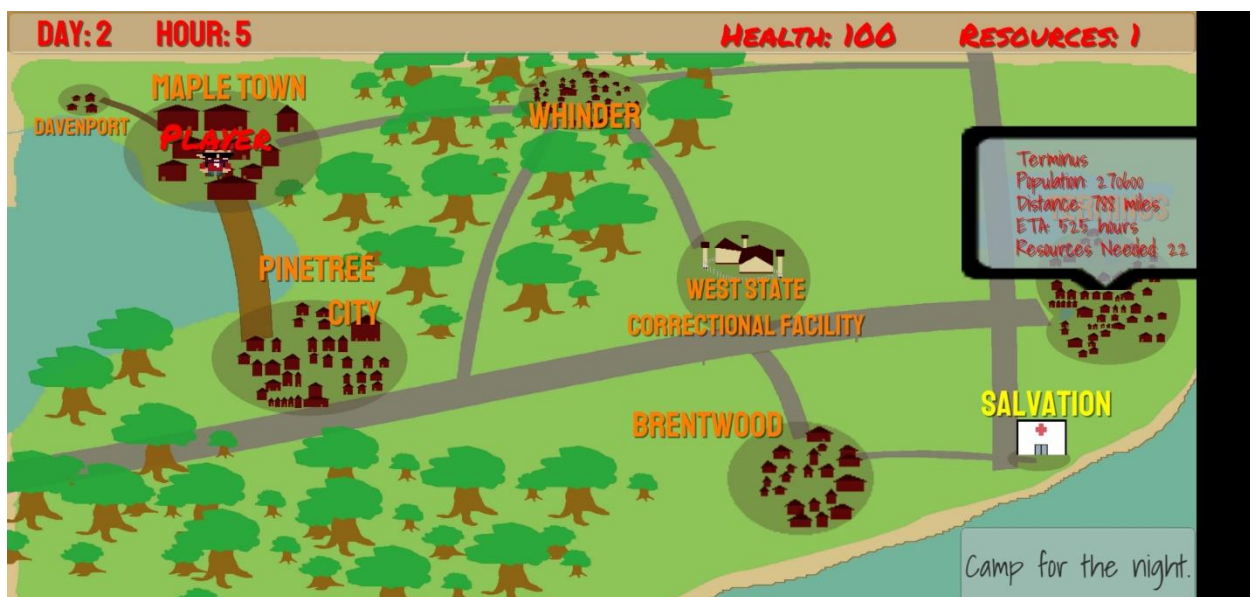 DAY: 2 HOUR: 5 HEALTH: 100 RESOURCES: 1
MAPLE TOWN
DAVENPORT
PLAYER
WHINDER
Terminus
Population: 270600
Distance: 788 miles
ETA: 525 hours
Resources Needed: 22
PINETREE
CITY
WEST STATE
CORRECTIONAL FACILITY
BRENTWOOD
SALVATION
Camp for the night.